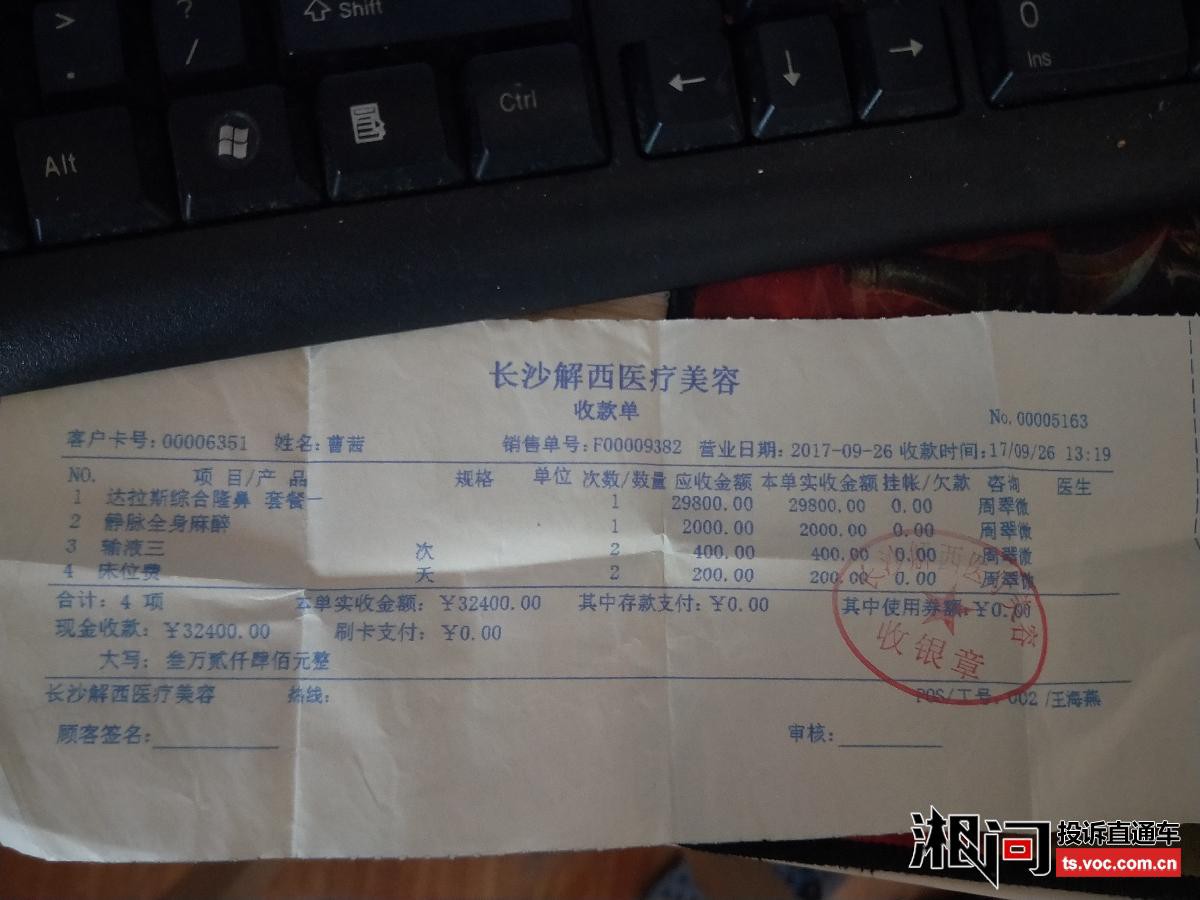 >
.
?
/
⇧ Shift
0
Ins
Alt
Ctrl
←
↓
→
长沙解西医疗美容
收款单
No.00005163
客户卡号:00006351 姓名:曹茜 销售单号:F00009382 营业日期:2017-09-26 收款时间:17/09/26 13:19
NO. 项 目/产 品 规格 单位 次数/数量 应收金额 本单实收金额 挂帐/欠款 咨询 医生
1 达拉斯综合隆鼻 套餐一 1 29800.00 29800.00 0.00 周翠微
2 静脉全身麻醉 1 2000.00 2000.00 0.00 周翠微
3 输液三 次 2 400.00 400.00 0.00 周翠微
4 床位费 天 2 200.00 200.00 0.00 周翠微
合计: 4 项 本单实收金额: ¥32400.00 其中存款支付: ¥0.00 其中使用券额: ¥0.00
现金收款: ¥32400.00 刷卡支付: ¥0.00
大写: 叁万贰仟肆佰元整
长沙解西医疗美容 热线: POS/工号: 002 /王海燕
顾客签名: 审核:
长沙解西医疗美容
收银章
湘问 投诉直通车
ts.voc.com.cn